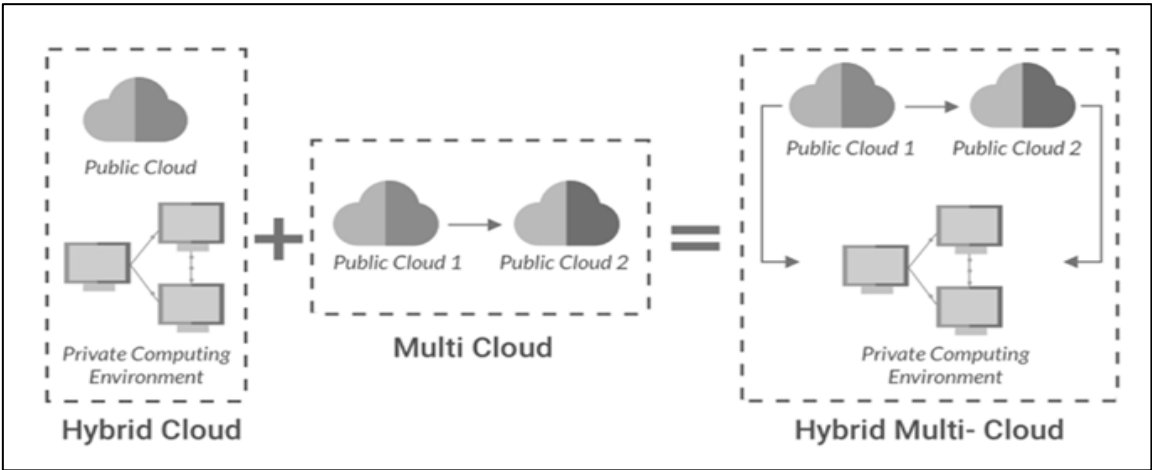 Public Cloud
Private Computing
Environment
Hybrid Cloud
+
Public Cloud 1
Public Cloud 2
Multi Cloud
=
Public Cloud 1
Public Cloud 2
Private Computing
Environment
Hybrid Multi- Cloud